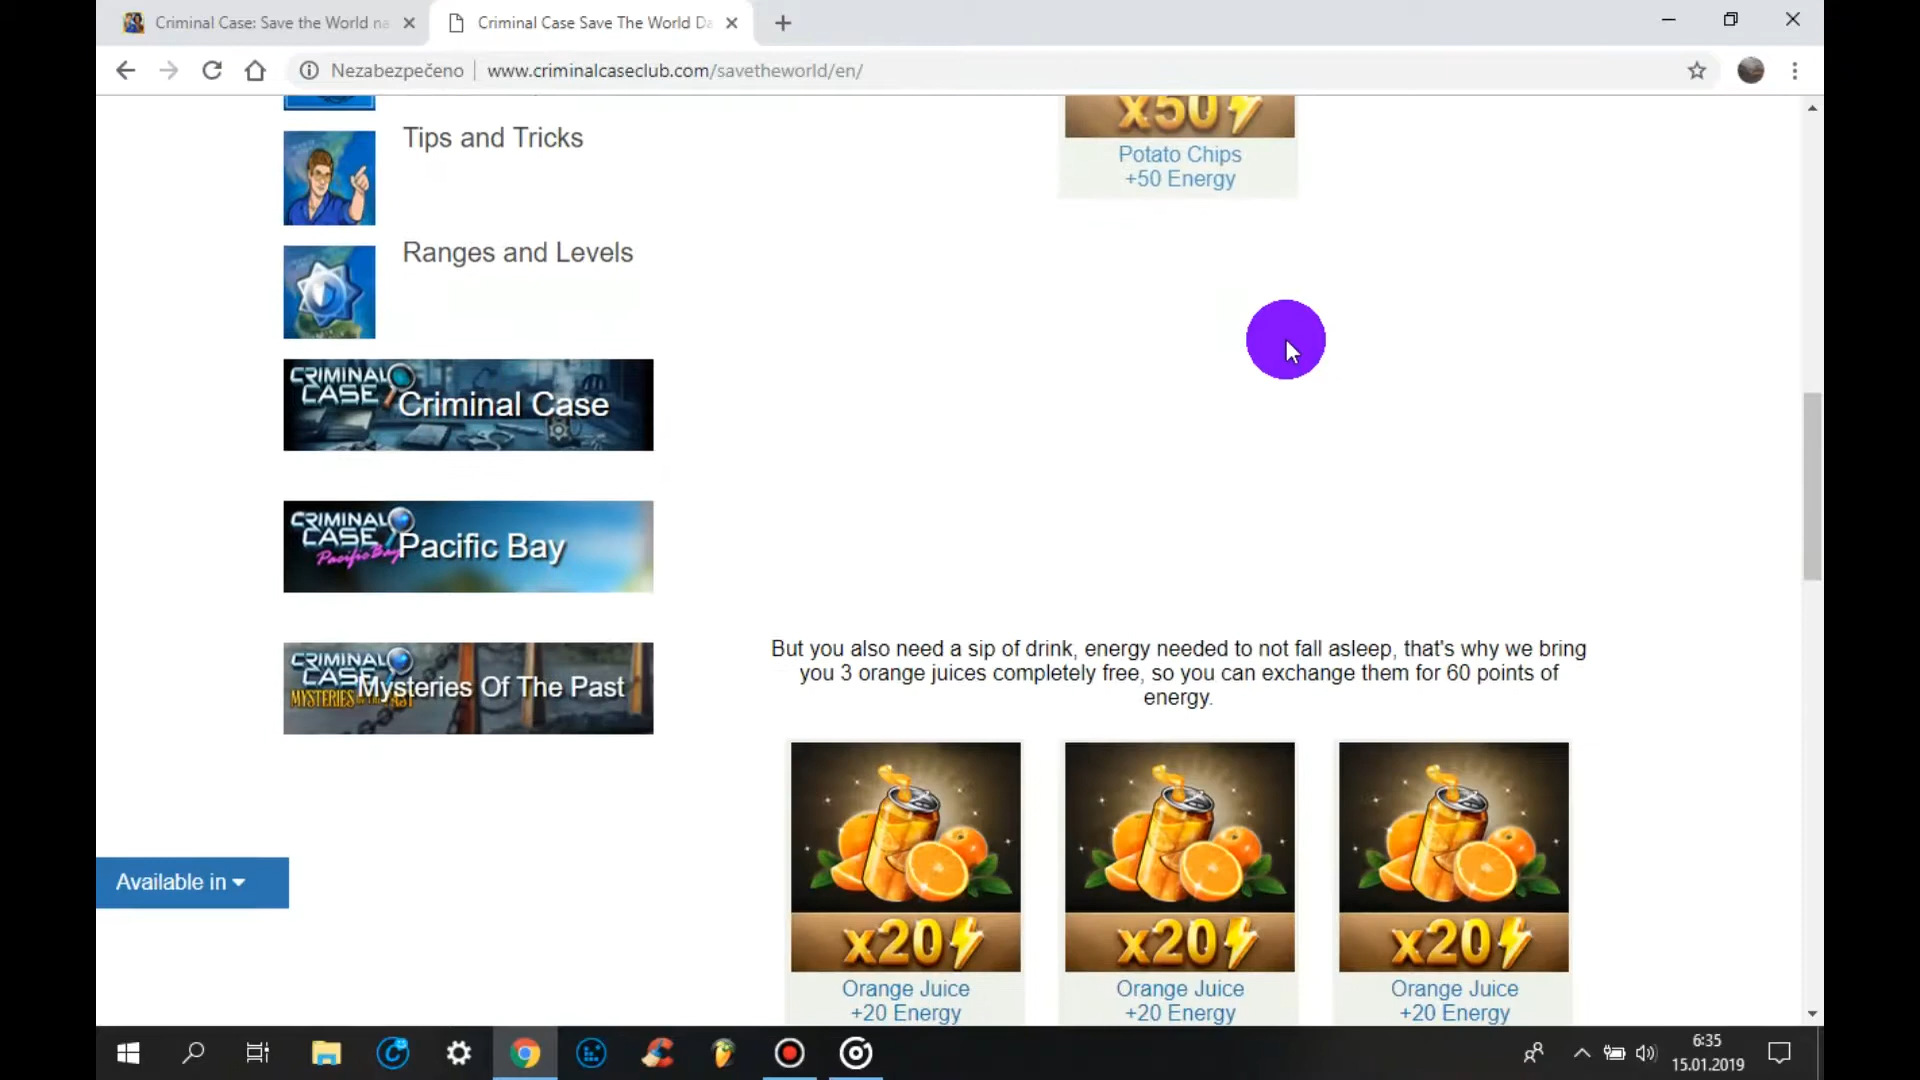 Criminal Case: Save the World na
Criminal Case Save The World Da
Nezabezpečeno
www.criminalcaseclub.com/savetheworld/en/
x50
Potato Chips
+50 Energy
Tips and Tricks
Ranges and Levels
CRIMINAL
CASE
Criminal Case
CRIMINAL
CASE
Pacific Bay
Pacific Bay
CRIMINAL
CASE
Mysteries Of The Past
Available in
But you also need a sip of drink, energy needed to not fall asleep, that's why we bring
you 3 orange juices completely free, so you can exchange them for 60 points of
energy.
x20 x20 x20
Orange Juice Orange Juice Orange Juice
+20 Energy +20 Energy +20 Energy
6:35
15.01.2019